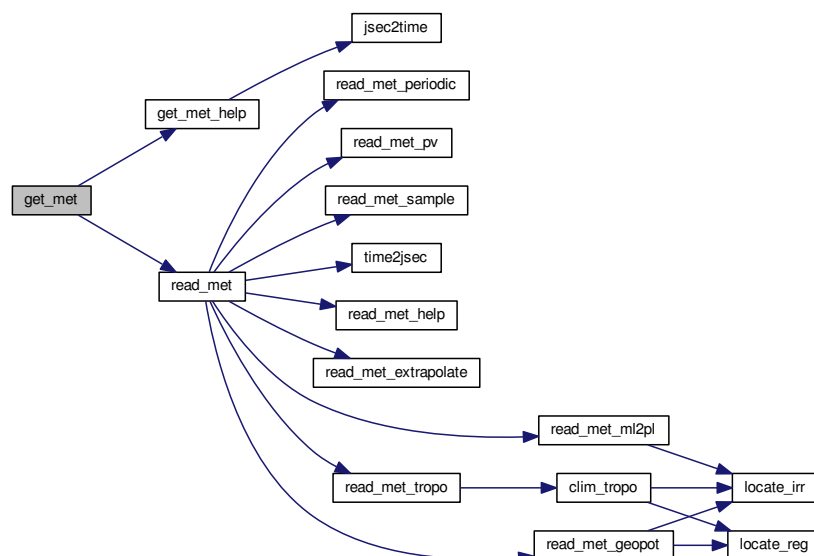 jsec2time
read_met_periodic
get_met_help
read_met_pv
get_met
read_met_sample
time2jsec
read_met
read_met_help
read_met_extrapolate
read_met_ml2pl
read_met_tropo
clim_tropo
locate_irr
read_met_geopot
locate_reg